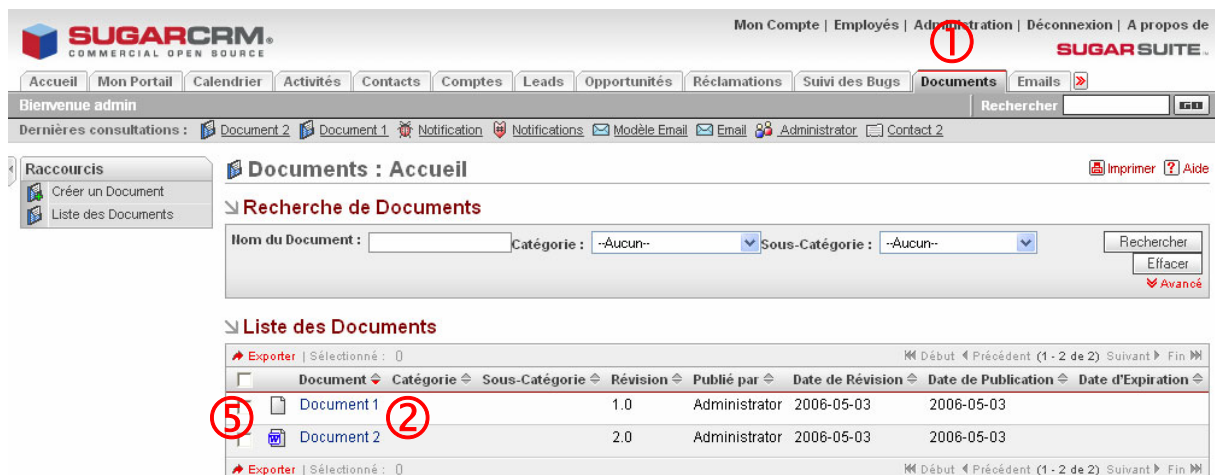 Mon Compte | Employés | Administration | Déconnexion | A propos de
SUGARCRM.
COMMERCIAL OPEN SOURCE
①
SUGAR SUITE
Accueil Mon Portail Calendrier Activités Contacts Comptes Leads Opportunités Réclamations Suivi des Bugs Documents Emails
Bienvenue admin Rechercher GO
Dernières consultations : Document 2 Document 1 Notification Notifications Modèle Email Email Administrator Contact 2
Raccourcis
Créer un Document
Liste des Documents
Documents : Accueil Imprimer ? Aide
Recherche de Documents
Nom du Document : Catégorie : --Aucun-- Sous-Catégorie : --Aucun-- Rechercher
Effacer
Avancé
Liste des Documents
Exporter | Sélectionné : 0 Début Précédent (1 - 2 de 2) Suivant Fin
Document Catégorie Sous-Catégorie Révision Publié par Date de Révision Date de Publication Date d'Expiration
Document 1 1.0 Administrator 2006-05-03 2006-05-03
⑤ ②
Document 2 2.0 Administrator 2006-05-03 2006-05-03
Exporter | Sélectionné : 0 Début Précédent (1 - 2 de 2) Suivant Fin